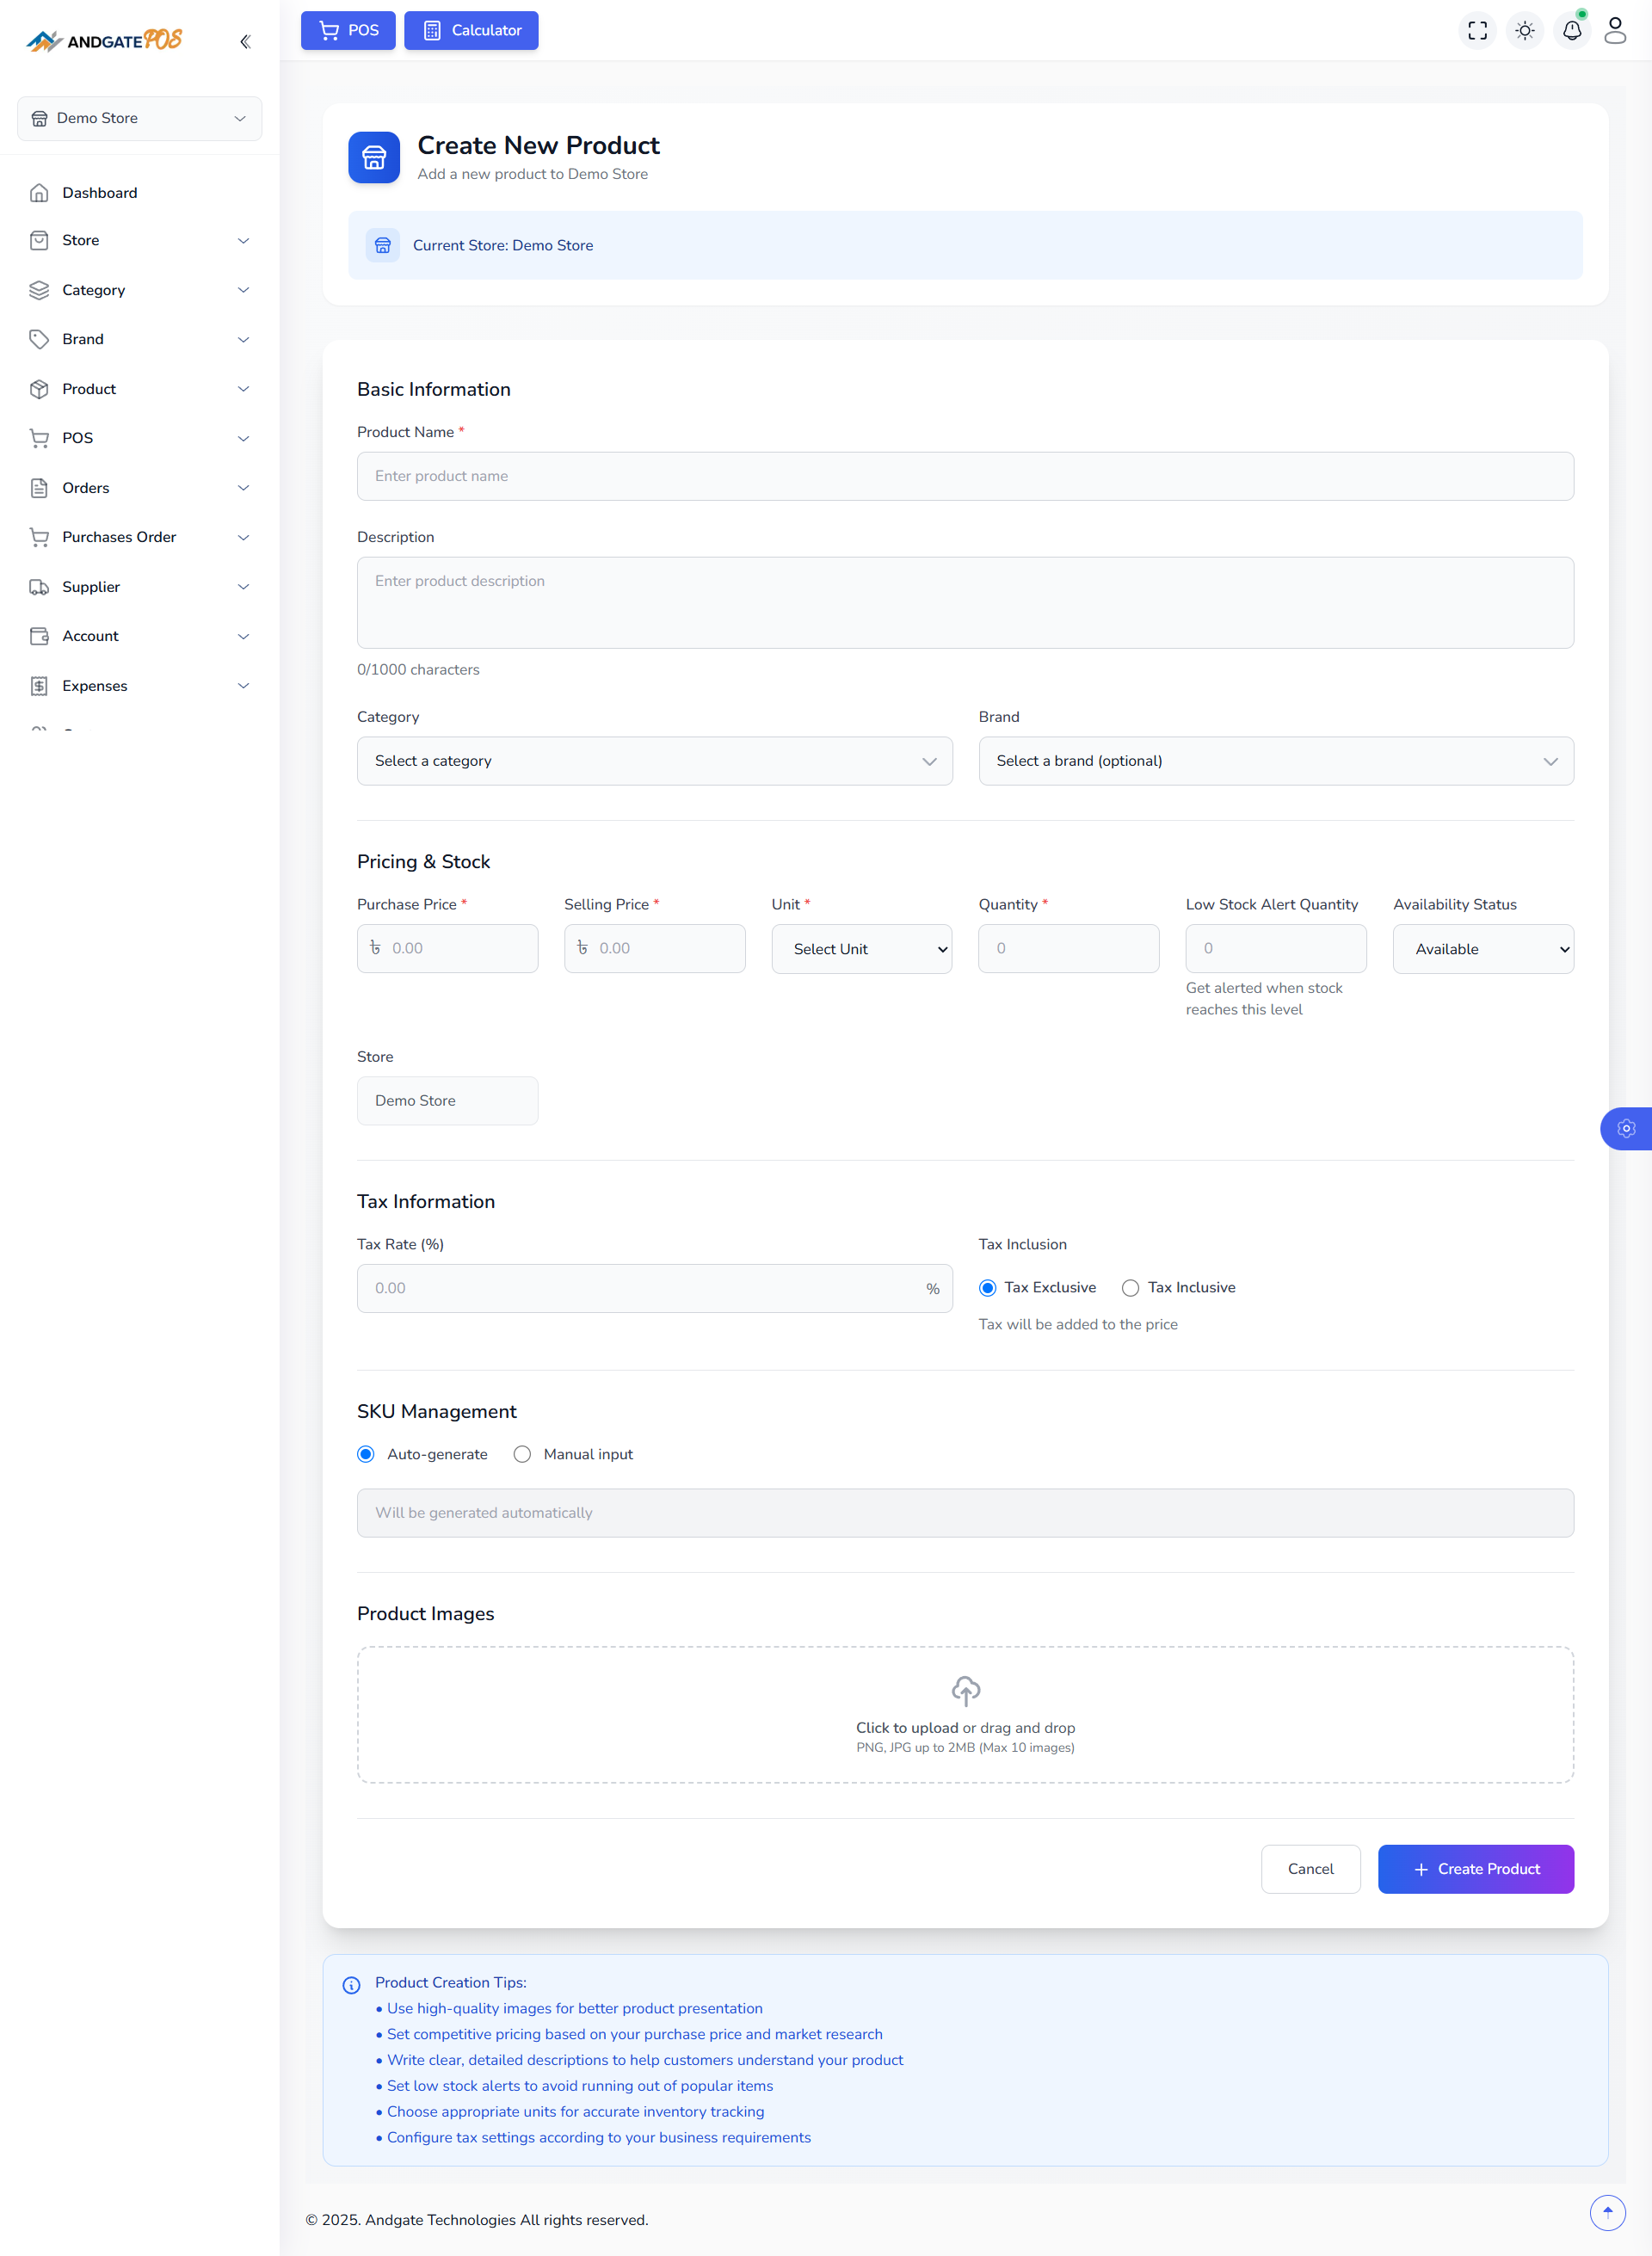 ANDGATE POS
POS
Calculator
Demo Store
Dashboard
Store
Category
Brand
Product
POS
Orders
Purchases Order
Supplier
Account
Expenses
Create New Product
Add a new product to Demo Store
Current Store: Demo Store
Basic Information
Product Name *
Enter product name
Description
Enter product description
0/1000 characters
Category
Brand
Select a category
Select a brand (optional)
Pricing & Stock
Purchase Price *
Selling Price *
Unit *
Quantity *
Low Stock Alert Quantity
Availability Status
৳ 0.00
৳ 0.00
Select Unit
0
0
Available
Get alerted when stock
reaches this level
Store
Demo Store
Tax Information
Tax Rate (%)
Tax Inclusion
0.00 %
Tax Exclusive
Tax Inclusive
Tax will be added to the price
SKU Management
Auto-generate
Manual input
Will be generated automatically
Product Images
Click to upload or drag and drop
PNG, JPG up to 2MB (Max 10 images)
Cancel
+ Create Product
Product Creation Tips:
• Use high-quality images for better product presentation
• Set competitive pricing based on your purchase price and market research
• Write clear, detailed descriptions to help customers understand your product
• Set low stock alerts to avoid running out of popular items
• Choose appropriate units for accurate inventory tracking
• Configure tax settings according to your business requirements
© 2025. Andgate Technologies All rights reserved.